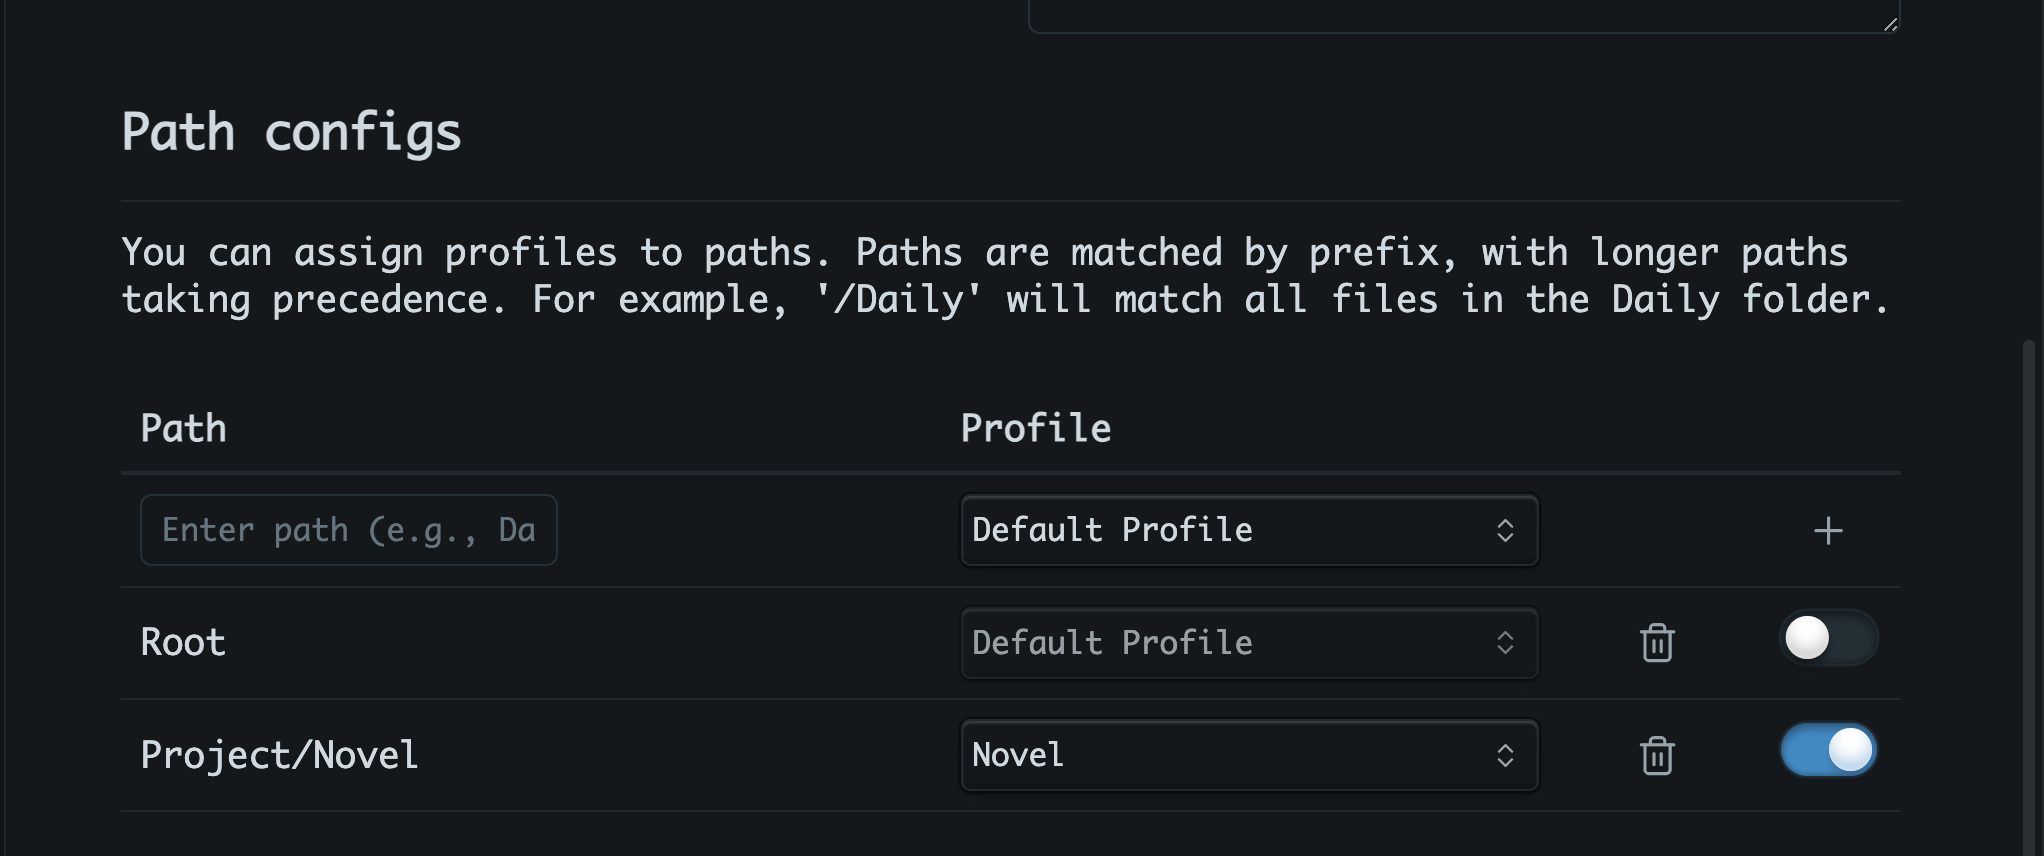 Path configs
You can assign profiles to paths. Paths are matched by prefix, with longer paths
taking precedence. For example, '/Daily' will match all files in the Daily folder.
Path Profile
Enter path (e.g., Da Default Profile
Root Default Profile
Project/Novel Novel